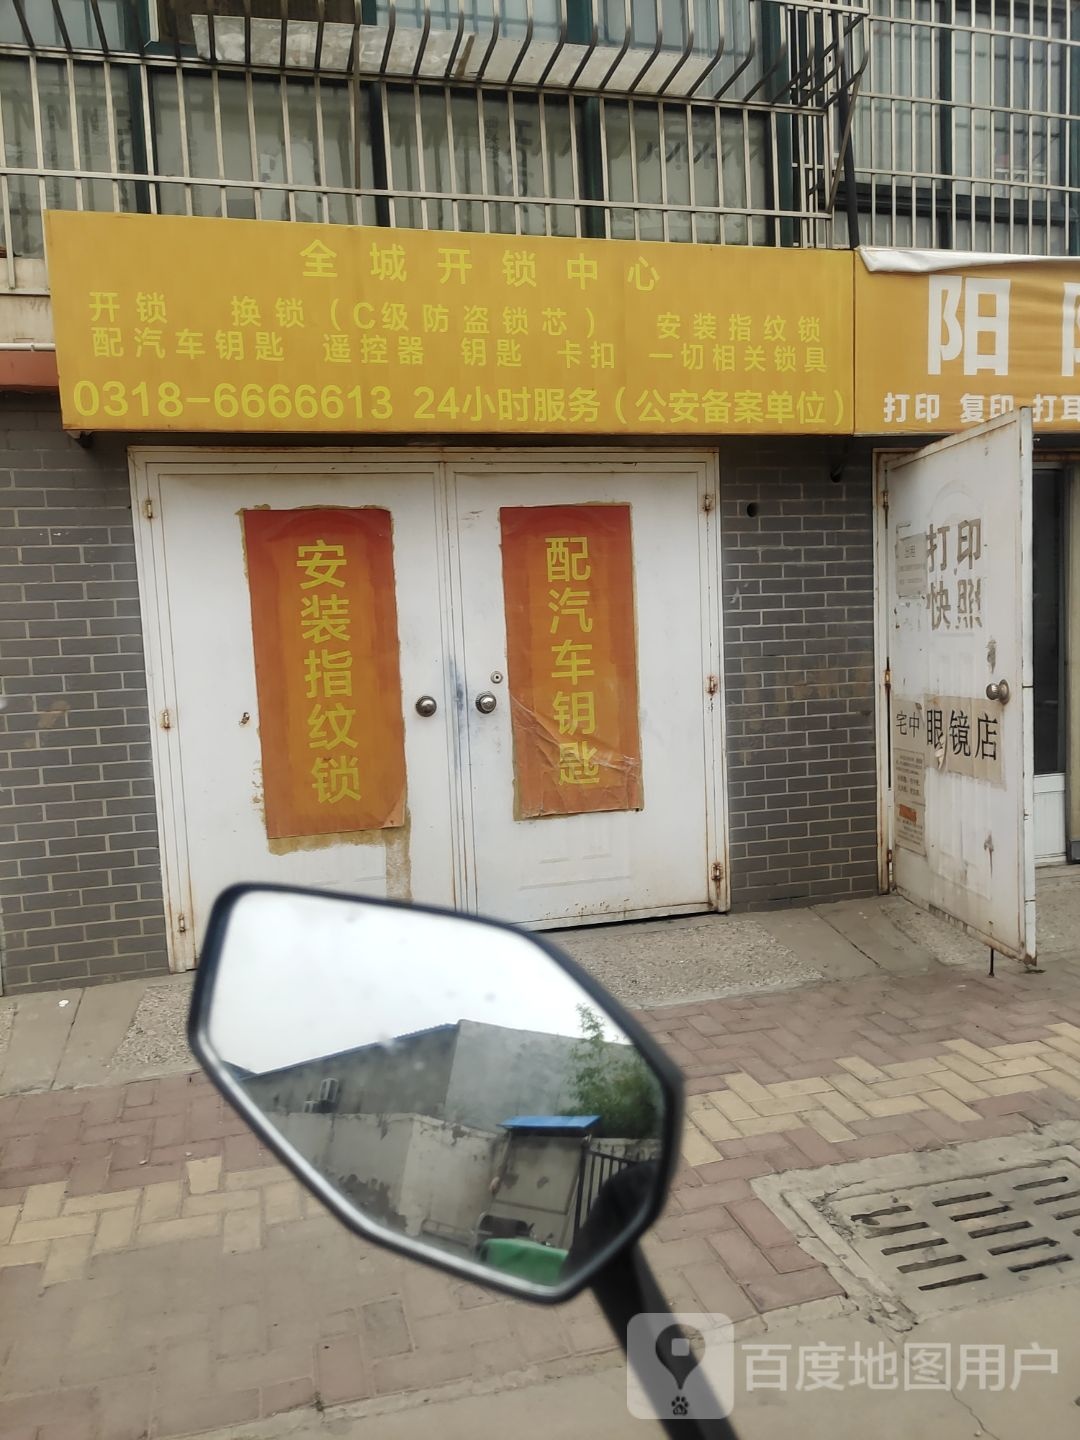 全城开锁中心
开锁 换锁（C级防盗锁芯） 安装指纹锁
配汽车钥匙 遥控器 钥匙 卡扣 一切相关锁具
0318-6666613 24小时服务（公安备案单位）
阳
打印 复印 打耳
安装指纹锁
配汽车钥匙
打印
快照
宅中 眼镜店
百度地图用户